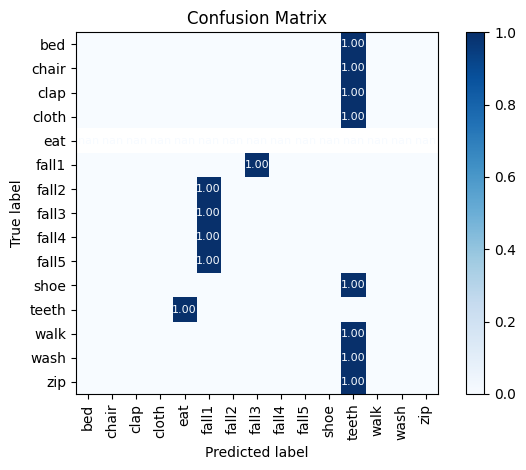 Confusion Matrix
True label
bed 1.00
chair 1.00
clap 1.00
cloth 1.00
eat
fall1 1.00
fall2 1.00
fall3 1.00
fall4 1.00
fall5 1.00
shoe 1.00
teeth 1.00
walk 1.00
wash 1.00
zip 1.00
bed chair clap cloth eat fall1 fall2 fall3 fall4 fall5 shoe teeth walk wash zip
Predicted label
1.0
0.8
0.6
0.4
0.2
0.0